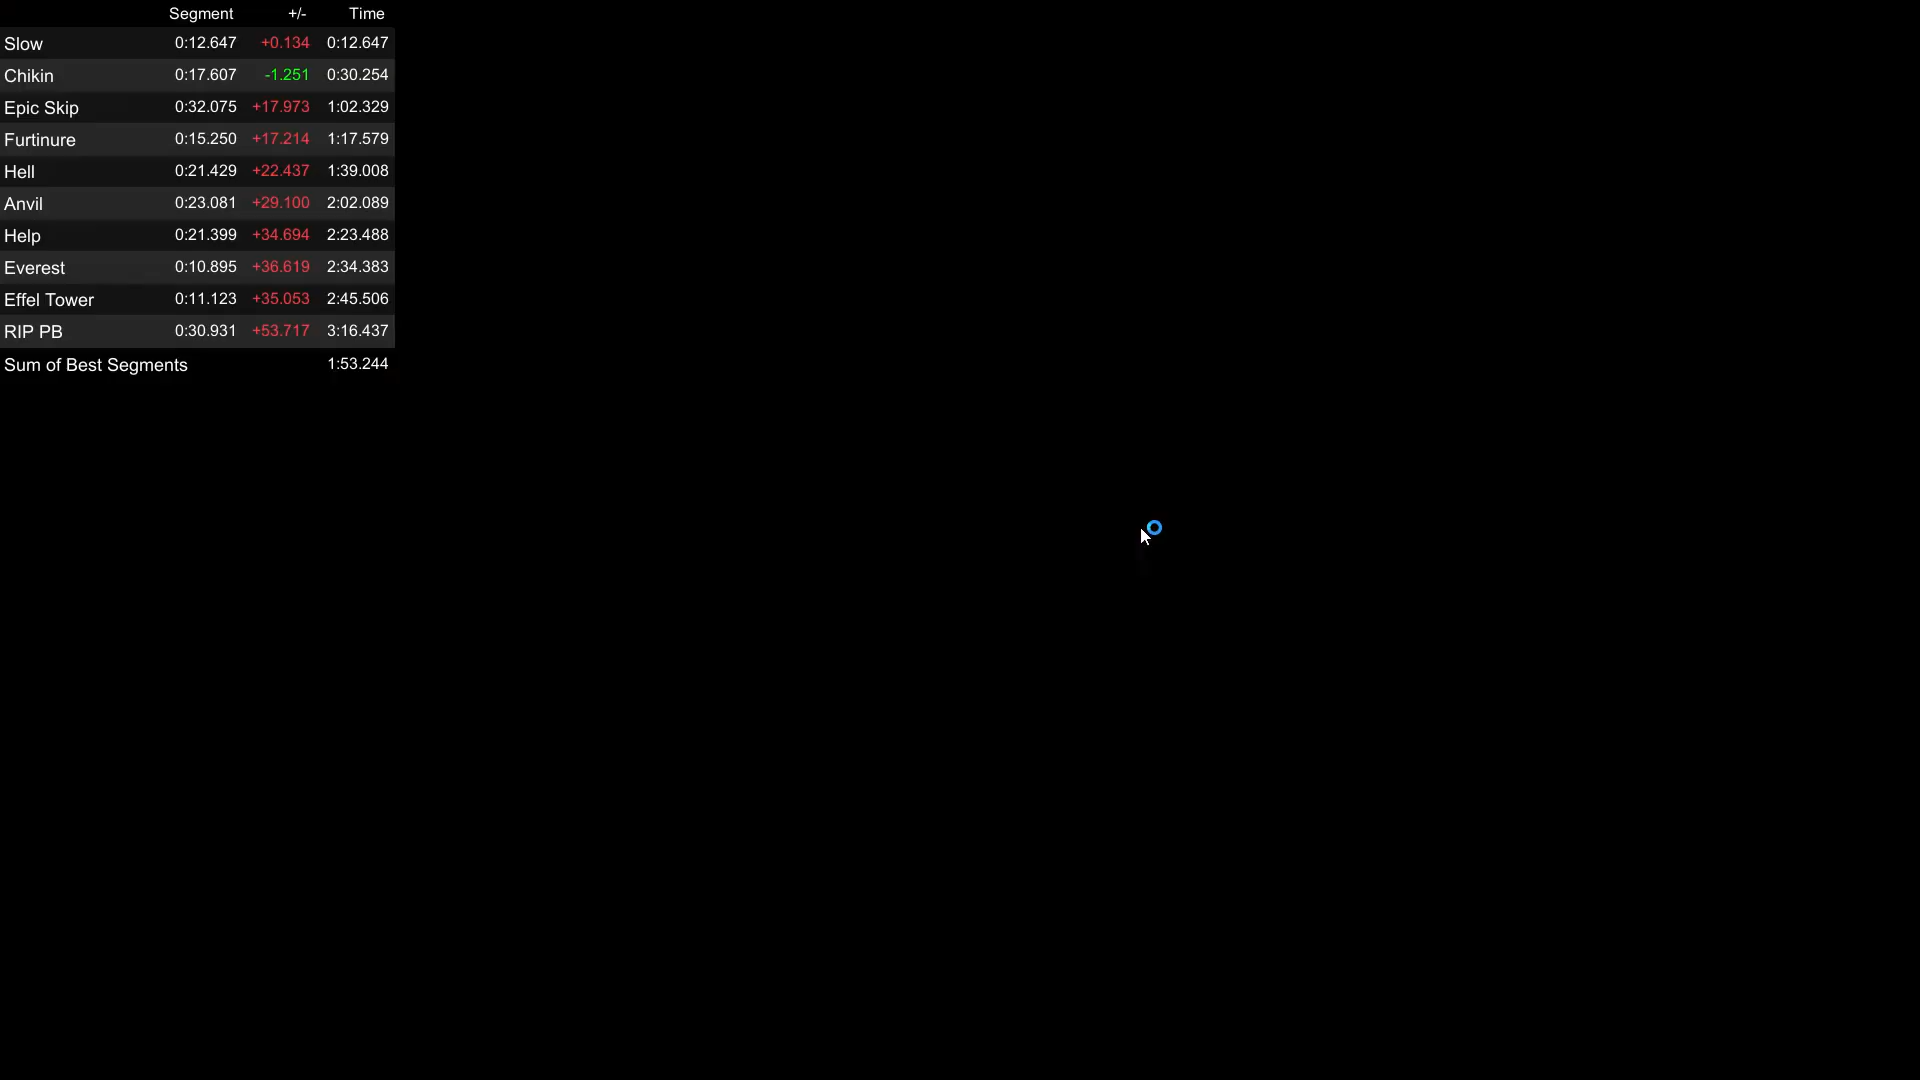 Segment +/- Time
Slow 0:12.647 +0.134 0:12.647
Chikin 0:17.607 -1.251 0:30.254
Epic Skip 0:32.075 +17.973 1:02.329
Furtinure 0:15.250 +17.214 1:17.579
Hell 0:21.429 +22.437 1:39.008
Anvil 0:23.081 +29.100 2:02.089
Help 0:21.399 +34.694 2:23.488
Everest 0:10.895 +36.619 2:34.383
Effel Tower 0:11.123 +35.053 2:45.506
RIP PB 0:30.931 +53.717 3:16.437
Sum of Best Segments 1:53.244